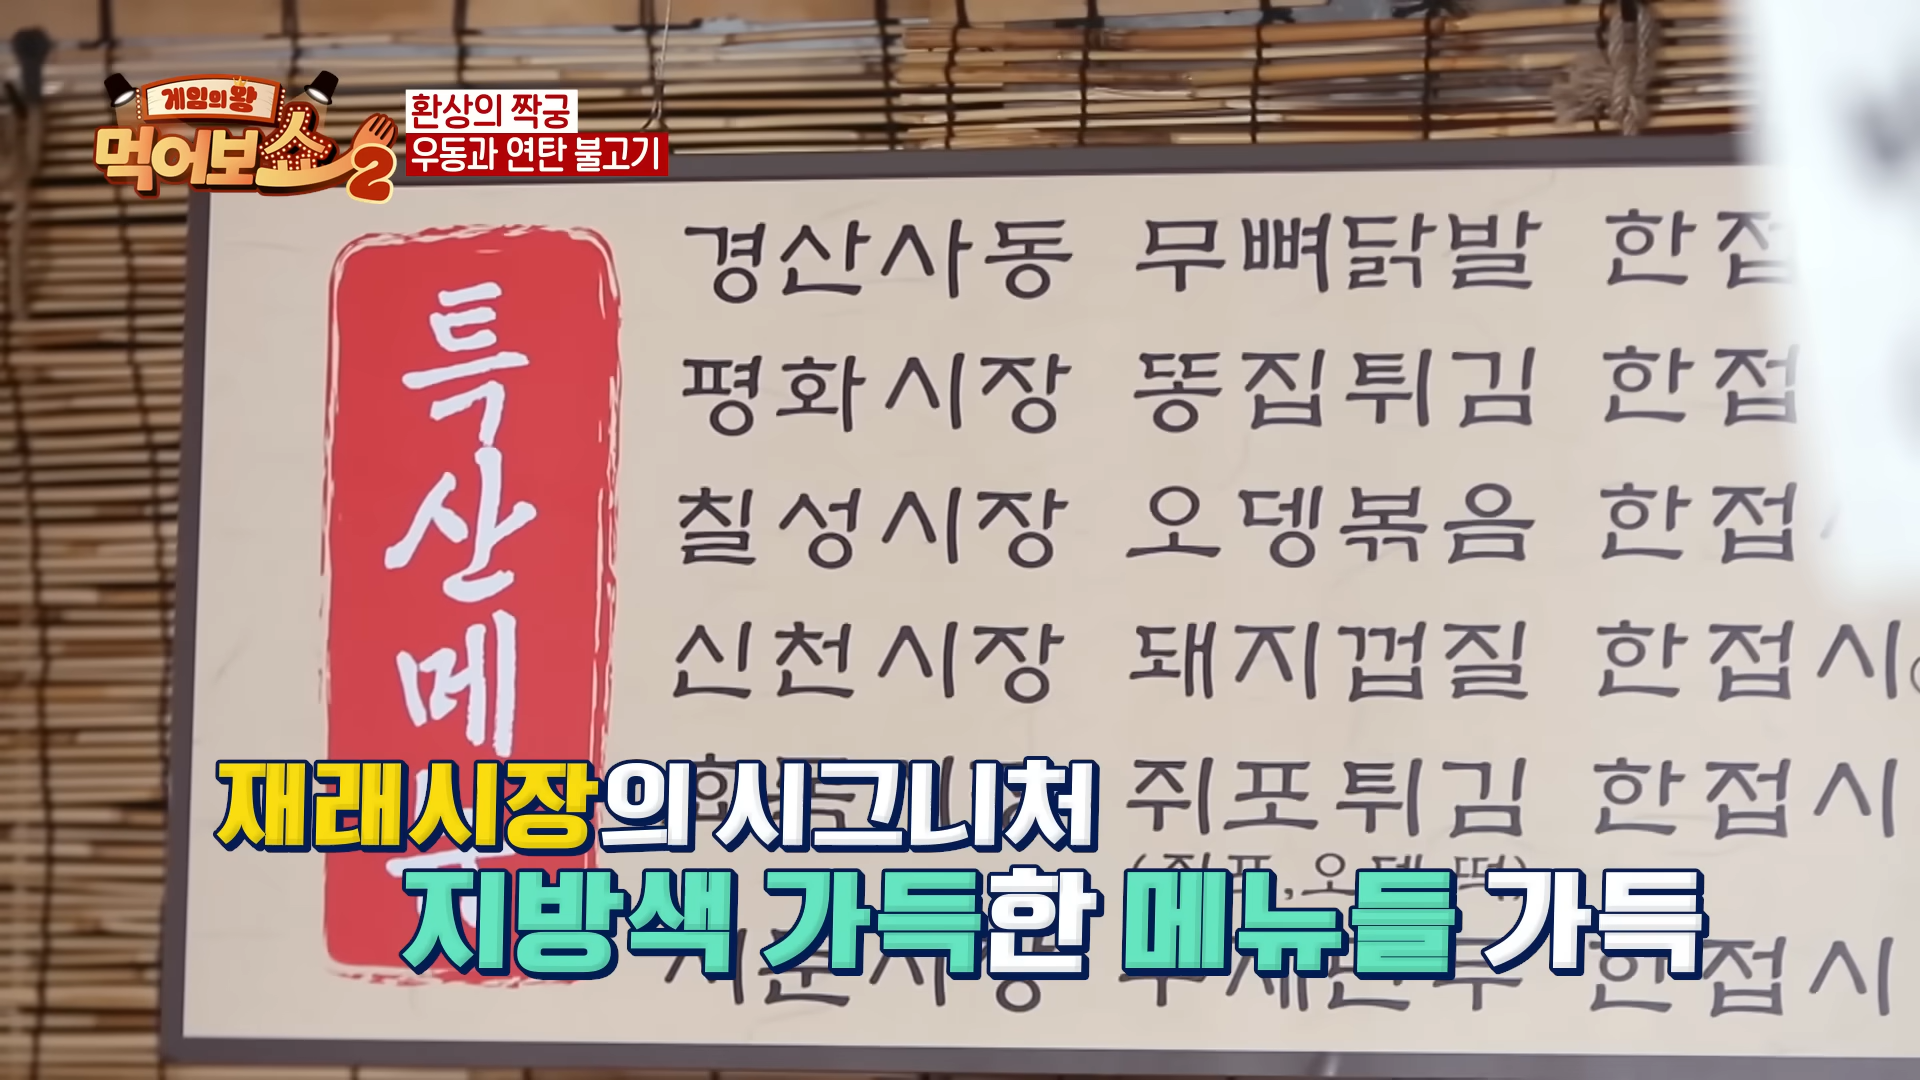 게임의 왕
먹어보쇼2
환상의 짝궁
우동과 연탄 불고기
특산메뉴
경산사동 무뼈닭발 한접
평화시장 똥집튀김 한접
칠성시장 오뎅볶음 한접
신천시장 돼지껍질 한접시
쥐포튀김 한접시
재래시장의 시그니처
지방색 가득한 메뉴들 가득
한접시